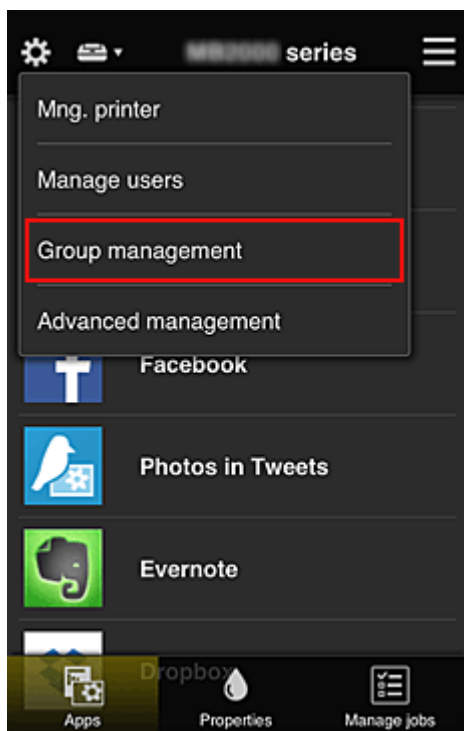 series
Mng. printer
Manage users
Group management
Advanced management
Facebook
Photos in Tweets
Evernote
Dropbox
Apps
Properties
Manage jobs